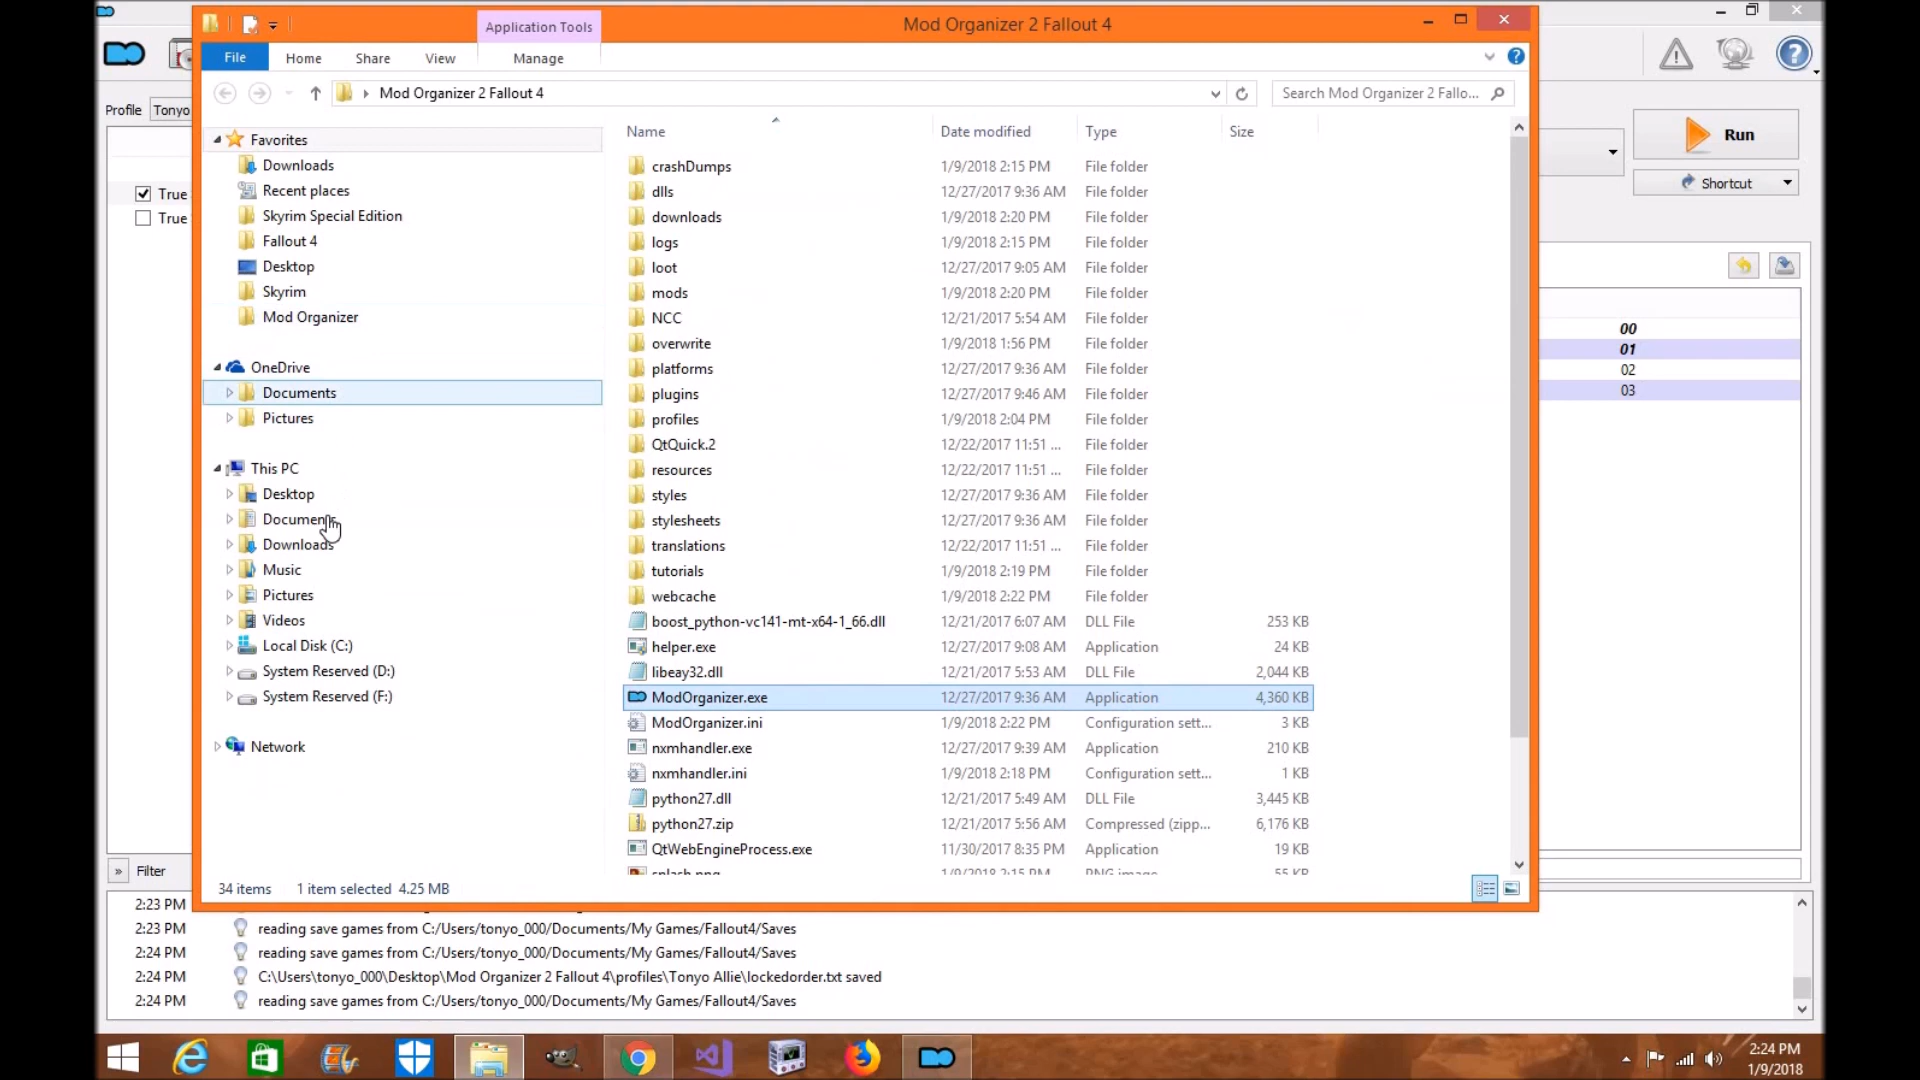 Application Tools
Mod Organizer 2 Fallout 4
File Home Share View Manage
Mod Organizer 2 Fallout 4
Search Mod Organizer 2 Fallo...
Profile Tonyo
Run
Shortcut
True
True
Favorites
Downloads
Recent places
Skyrim Special Edition
Fallout 4
Desktop
Skyrim
Mod Organizer
OneDrive
Documents
Pictures
This PC
Desktop
Documents
Downloads
Music
Pictures
Videos
Local Disk (C:)
System Reserved (D:)
System Reserved (F:)
Network
Name Date modified Type Size
crashDumps 1/9/2018 2:15 PM File folder
dlls 12/27/2017 9:36 AM File folder
downloads 1/9/2018 2:20 PM File folder
logs 1/9/2018 2:15 PM File folder
loot 12/27/2017 9:05 AM File folder
mods 1/9/2018 2:20 PM File folder
NCC 12/21/2017 5:54 AM File folder
overwrite 1/9/2018 1:56 PM File folder
platforms 12/27/2017 9:36 AM File folder
plugins 12/27/2017 9:46 AM File folder
profiles 1/9/2018 2:04 PM File folder
QtQuick.2 12/22/2017 11:51 ... File folder
resources 12/22/2017 11:51 ... File folder
styles 12/27/2017 9:36 AM File folder
stylesheets 12/27/2017 9:36 AM File folder
translations 12/22/2017 11:51 ... File folder
tutorials 1/9/2018 2:19 PM File folder
webcache 1/9/2018 2:22 PM File folder
boost_python-vc141-mt-x64-1_66.dll 12/21/2017 6:07 AM DLL File 253 KB
helper.exe 12/27/2017 9:08 AM Application 24 KB
libeay32.dll 12/21/2017 5:53 AM DLL File 2,044 KB
ModOrganizer.exe 12/27/2017 9:36 AM Application 4,360 KB
ModOrganizer.ini 1/9/2018 2:22 PM Configuration sett... 3 KB
nxmhandler.exe 12/27/2017 9:39 AM Application 210 KB
nxmhandler.ini 1/9/2018 2:18 PM Configuration sett... 1 KB
python27.dll 12/21/2017 5:49 AM DLL File 3,445 KB
python27.zip 12/21/2017 5:56 AM Compressed (zipp... 6,176 KB
QtWebEngineProcess.exe 11/30/2017 8:35 PM Application 19 KB
splash.png 1/9/2018 2:15 PM PNG image 55 KB
00
01
02
03
34 items 1 item selected 4.25 MB
Filter
2:23 PM
2:23 PM reading save games from C:/Users/tonyo_000/Documents/My Games/Fallout4/Saves
2:24 PM reading save games from C:/Users/tonyo_000/Documents/My Games/Fallout4/Saves
2:24 PM C:\Users\tonyo_000\Desktop\Mod Organizer 2 Fallout 4\profiles\Tonyo Allie\lockedorder.txt saved
2:24 PM reading save games from C:/Users/tonyo_000/Documents/My Games/Fallout4/Saves
2:24 PM
1/9/2018